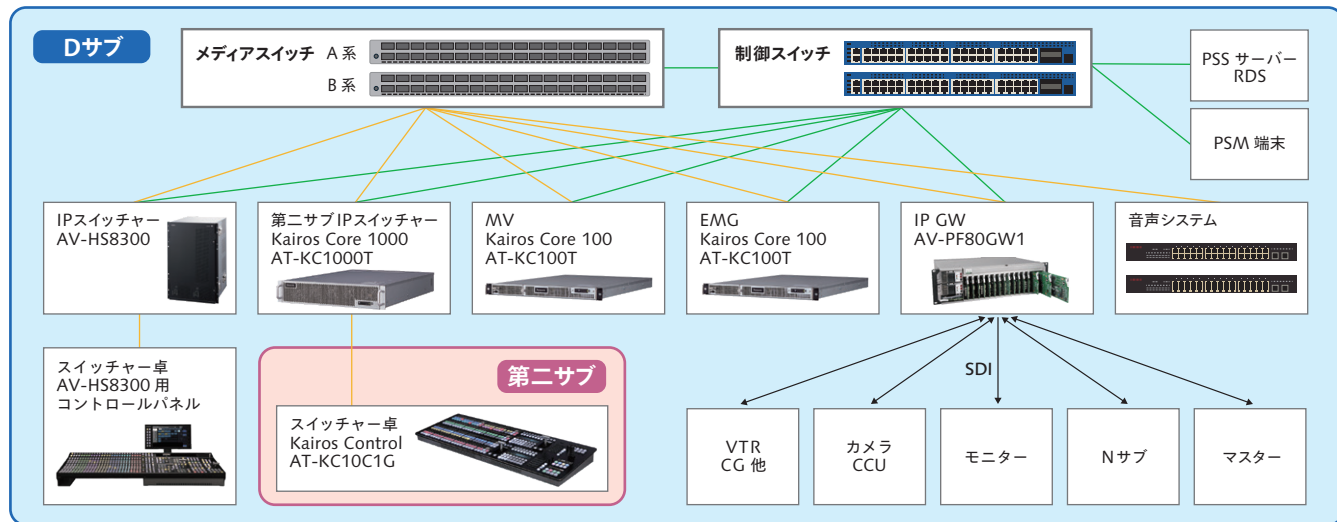 Dサブ
メディアスイッチ A系
B系
制御スイッチ
PSS サーバー
RDS
PSM 端末
IPスイッチャー
AV-HS8300
第二サブIPスイッチャー
Kairos Core 1000
AT-KC1000T
MV
Kairos Core 100
AT-KC100T
EMG
Kairos Core 100
AT-KC100T
IP GW
AV-PF80GW1
音声システム
スイッチャー卓
AV-HS8300 用
コントロールパネル
第二サブ
スイッチャー卓
Kairos Control
AT-KC10C1G
SDI
VTR
CG 他
カメラ
CCU
モニター
Nサブ
マスター